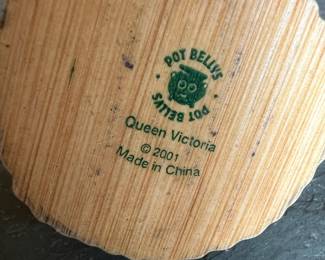 POT BELLYS • POT BELLYS •
Queen Victoria
© 2001
Made in China